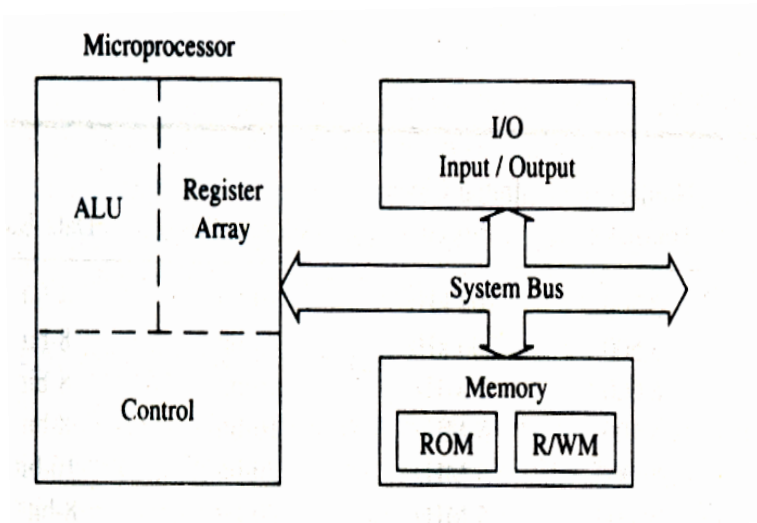 Microprocessor
ALU
Register
Array
Control
I/O
Input / Output
System Bus
Memory
ROM
R/WM